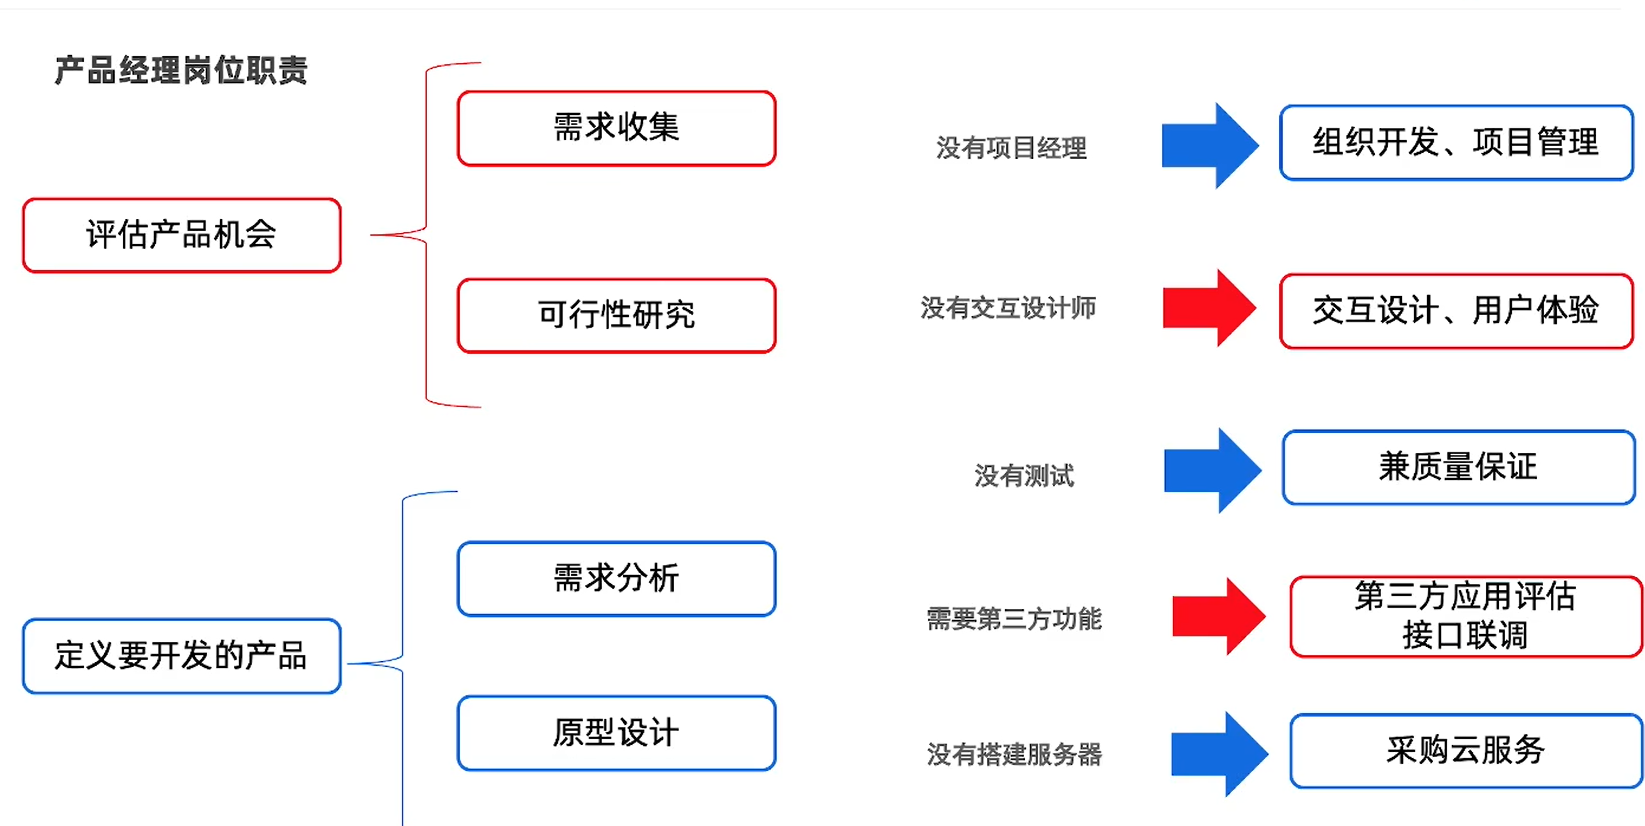 产品经理岗位职责
评估产品机会
需求收集
可行性研究
定义要开发的产品
需求分析
原型设计
没有项目经理
组织开发、项目管理
没有交互设计师
交互设计、用户体验
没有测试
兼质量保证
需要第三方功能
第三方应用评估
接口联调
没有搭建服务器
采购云服务